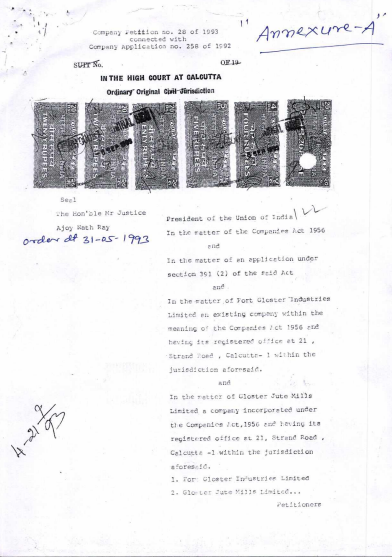 Company Petition no. 28 of 1993
connected with
Company Application no. 258 of 1992
Annexure-A"
SUIT No. OF 19
IN THE HIGH COURT AT CALCUTTA
Ordinary Original Civil Jurisdiction
Seal
The Hon'ble Mr Justice
Ajoy Nath Ray
order dt 31-05-1993
President of the Union of India
In the matter of the Companies Act 1956
and
In the matter of an application under
section 391 (2) of the said Act
and
In the matter of Fort Gloster Industries
Limited an existing company within the
meaning of the Companies Act 1956 and
having its registered office at 21 ,
Strand Road , Calcutta- 1 within the
jurisdiction aforesaid.
and
In the matter of Gloster Jute Mills
Limited a company incorporated under
the Companies Act,1956 and having its
registered office at 21, Strand Road ,
Calcutta -1 within the jurisdiction
aforesaid.
1. Fort Gloster Industries Limited
2. Gloster Jute Mills Limited...
Petitioners